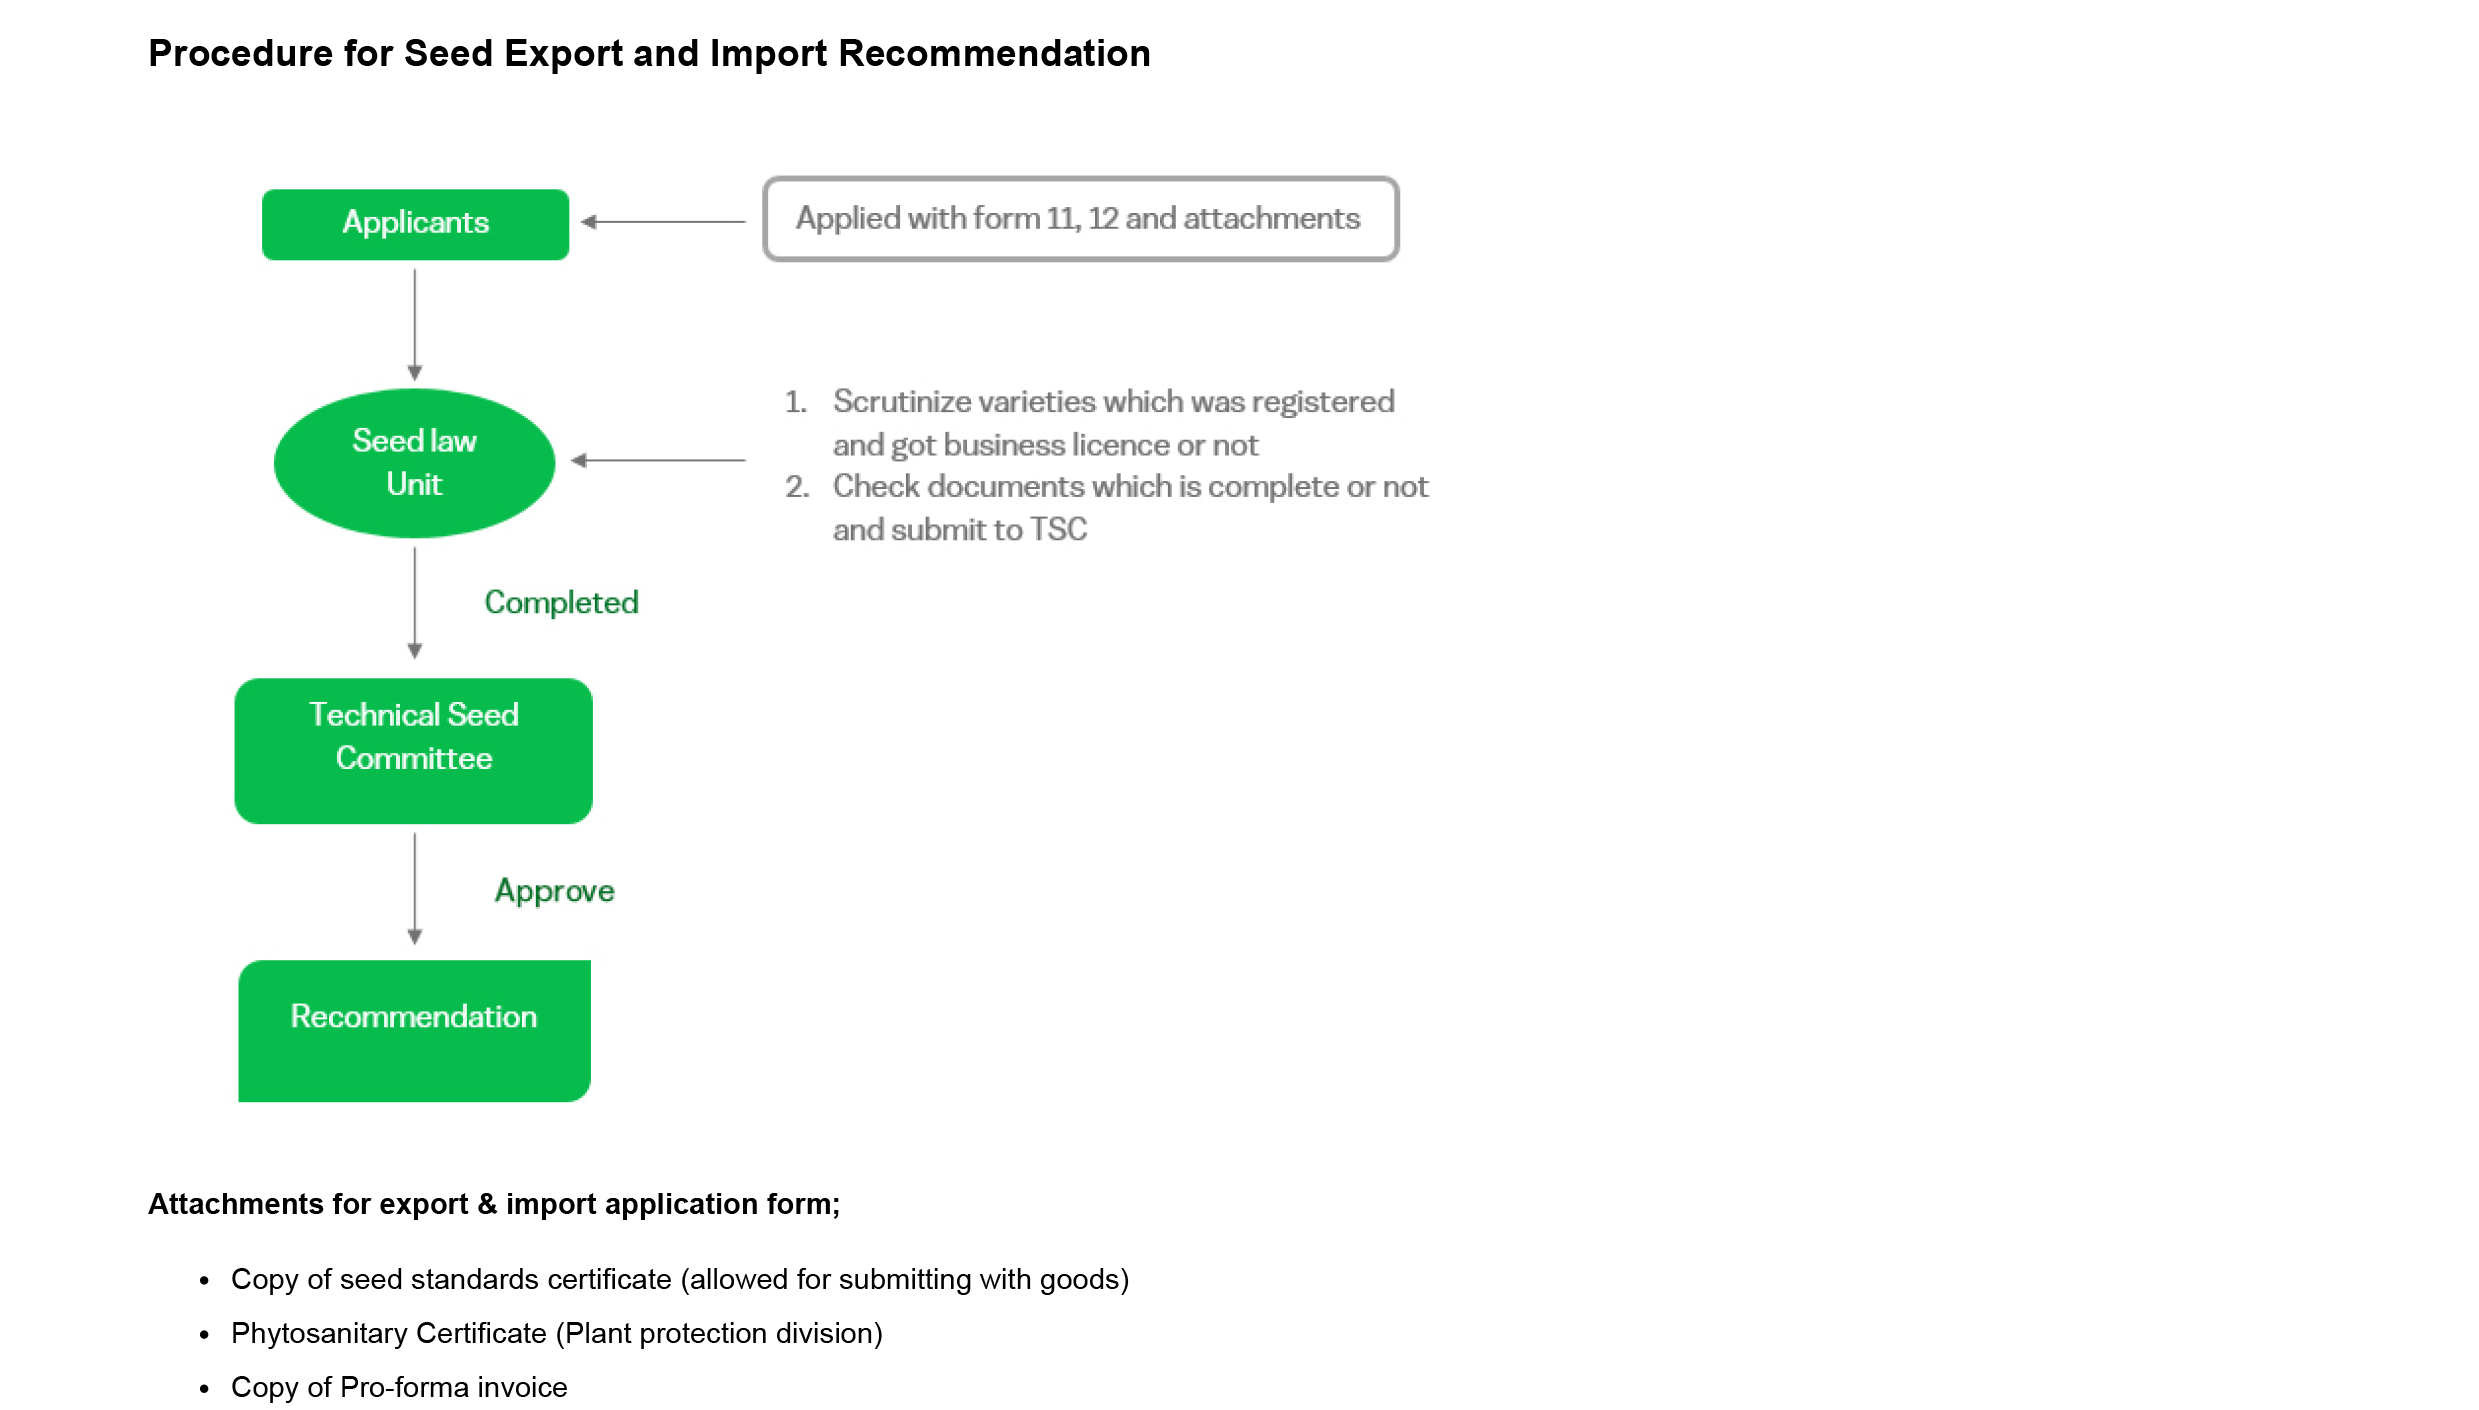 Procedure for Seed Export and Import Recommendation
Applicants
Applied with form 11, 12 and attachments
Seed law
Unit
1. Scrutinize varieties which was registered
and got business licence or not
2. Check documents which is complete or not
and submit to TSC
Completed
Technical Seed
Committee
Approve
Recommendation
Attachments for export & import application form;
• Copy of seed standards certificate (allowed for submitting with goods)
• Phytosanitary Certificate (Plant protection division)
• Copy of Pro-forma invoice